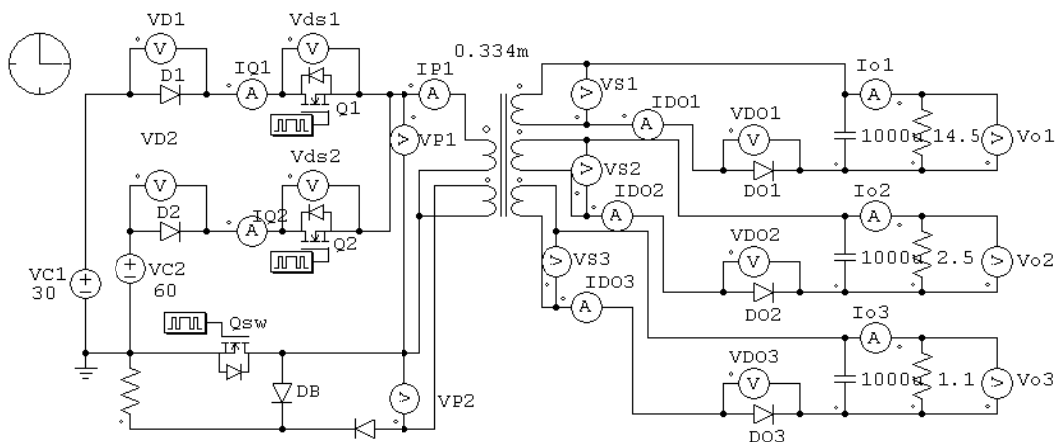 VD1
Vds1
0.334m
V
V
D1
IQ1
IP1
A
A
Q1
VS1
IDO1
Io1
A
VDO1
V
1000u
14.5
Vo1
DO1
VD2
VP1
Vds2
V
V
D2
IQ2
A
Q2
VS2
IDO2
A
Io2
A
VDO2
V
1000u
2.5
Vo2
DO2
VC1
30
VC2
60
VS3
IDO3
A
Io3
A
Qsw
DB
VP2
VDO3
V
1000u
1.1
Vo3
DO3